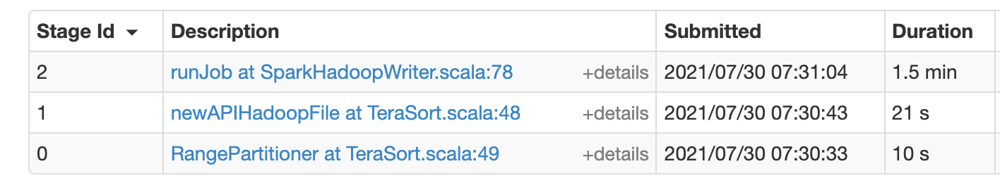 Stage Id Description Submitted Duration
2 runJob at SparkHadoopWriter.scala:78 +details 2021/07/30 07:31:04 1.5 min
1 newAPIHadoopFile at TeraSort.scala:48 +details 2021/07/30 07:30:43 21 s
0 RangePartitioner at TeraSort.scala:49 +details 2021/07/30 07:30:33 10 s